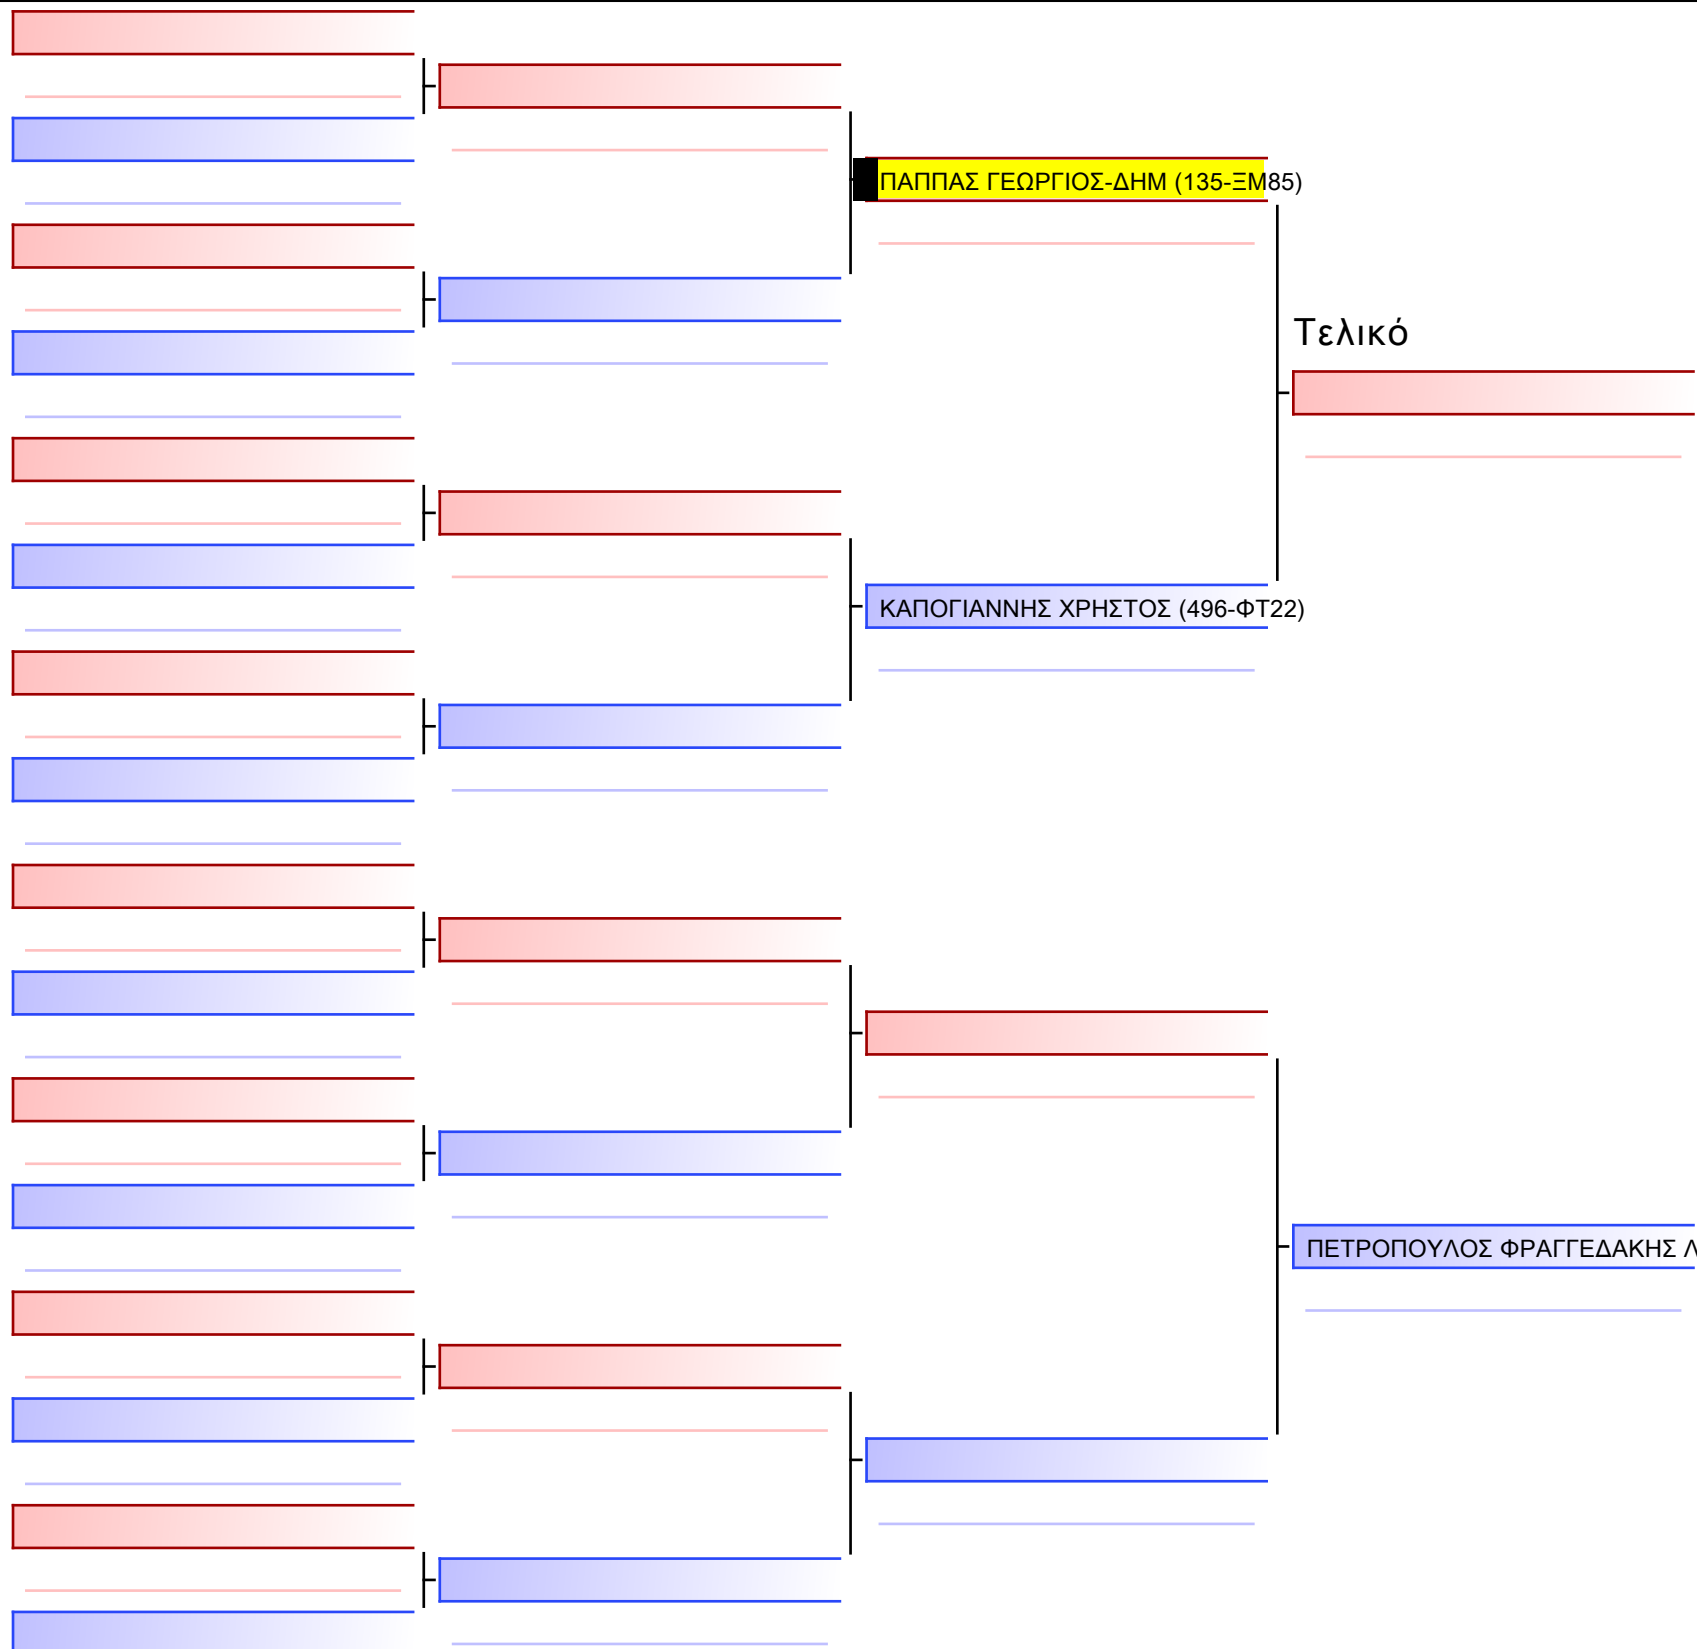 ΠΑΠΠΑΣ ΓΕΩΡΓΙΟΣ-ΔΗΜ (135-ΞΜ85)
Τελικό
ΚΑΠΟΓΙΑΝΝΗΣ ΧΡΗΣΤΟΣ (496-ΦΤ22)
ΠΕΤΡΟΠΟΥΛΟΣ ΦΡΑΓΓΕΔΑΚΗΣ